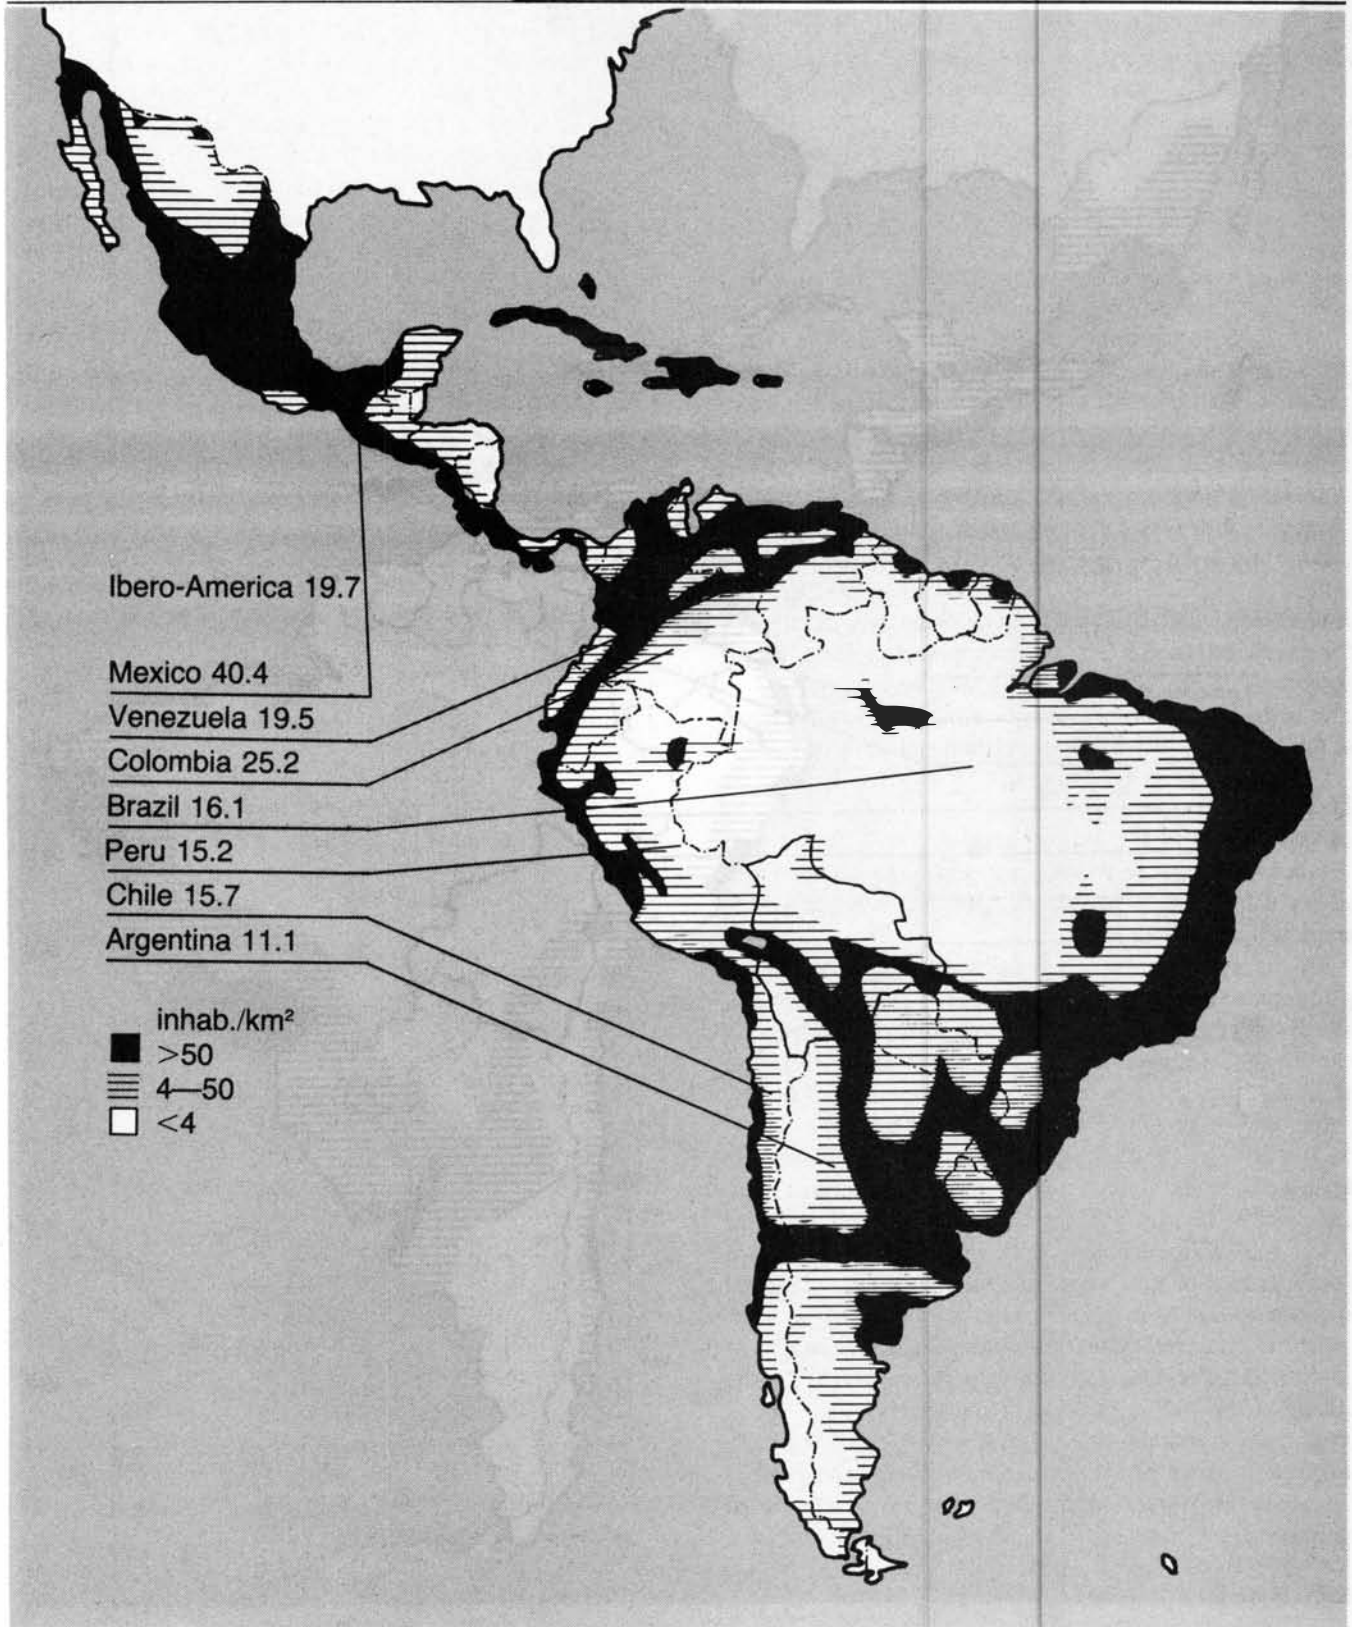 Ibero-America 19.7
Mexico 40.4
Venezuela 19.5
Colombia 25.2
Brazil 16.1
Peru 15.2
Chile 15.7
Argentina 11.1
inhab./km²
>50
4—50
<4